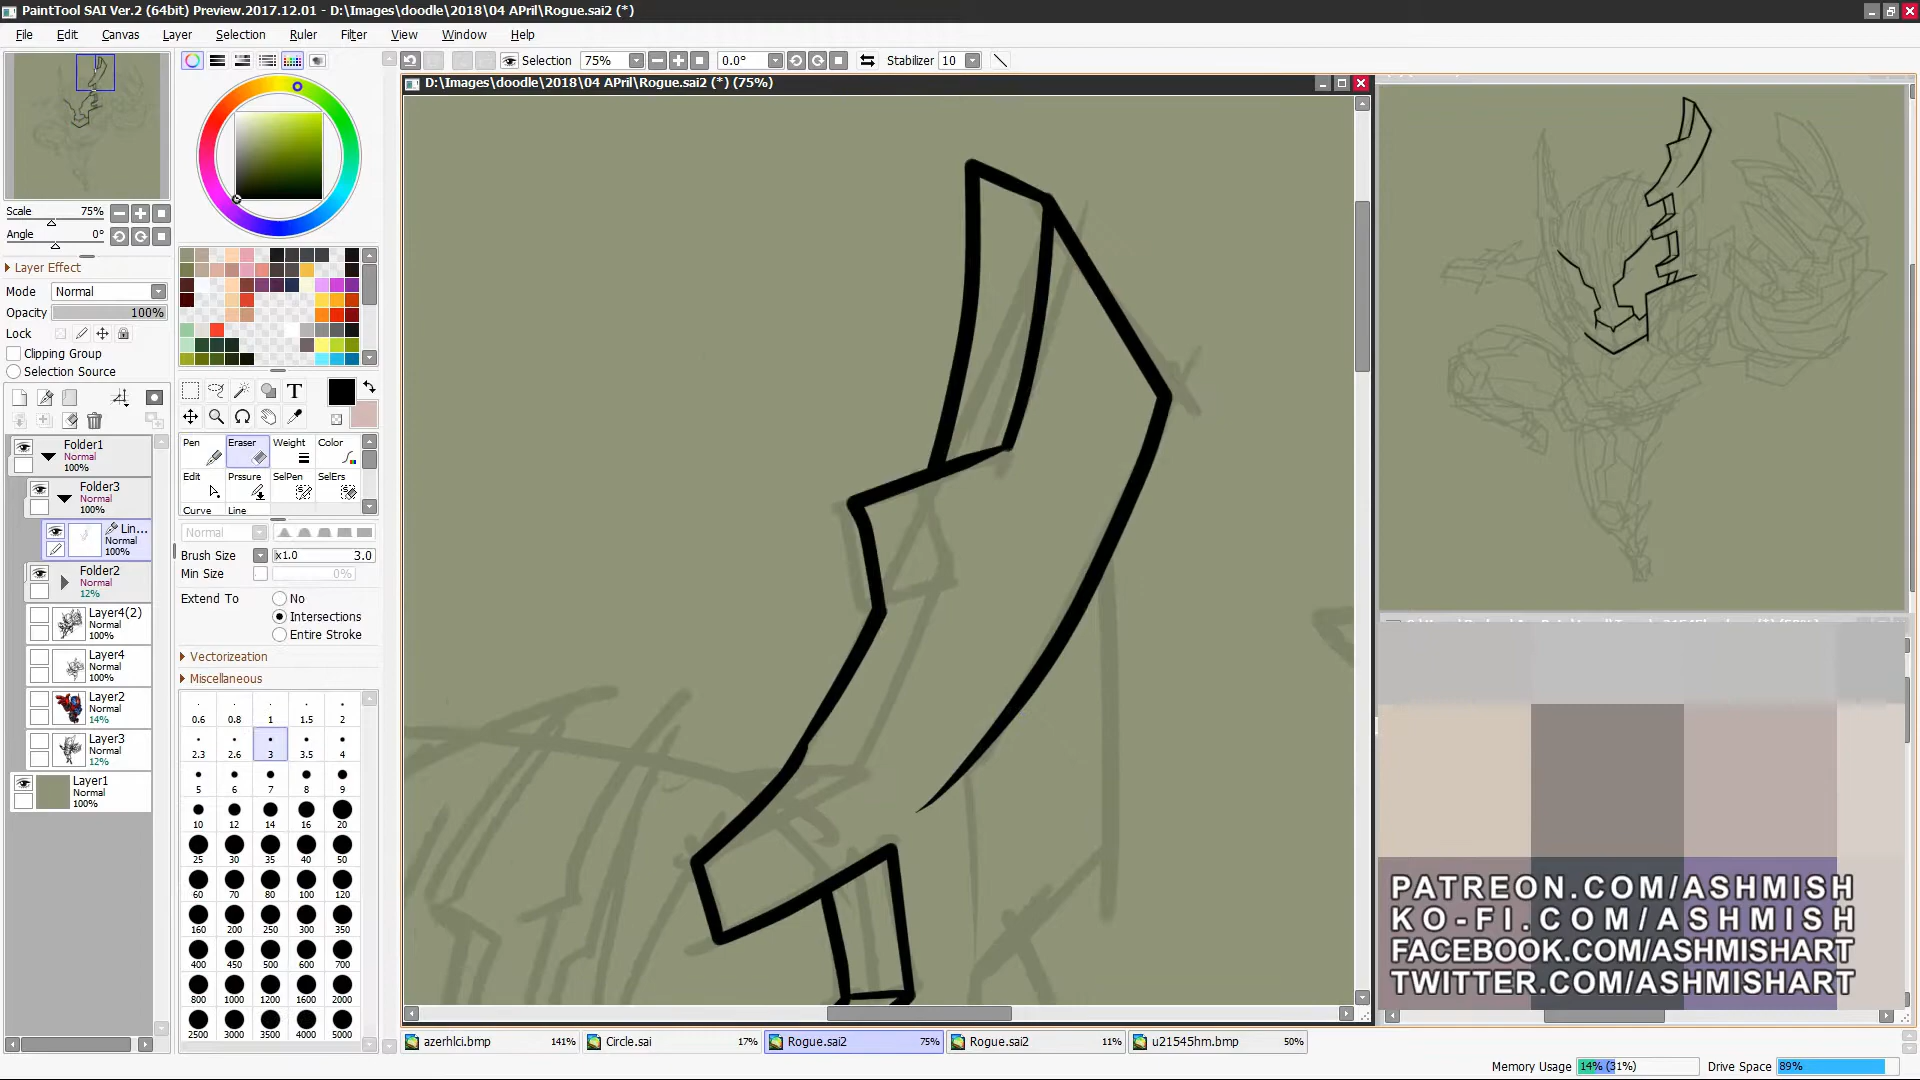 PaintTool SAI Ver.2 (64bit) Preview.2017.12.01 - D:\Images\doodle\2018\04 APril\Rogue.sai2 (*)
File Edit Canvas Layer Selection Ruler Filter View Window Help
Selection 75% 0.0° Stabilizer 10
D:\Images\doodle\2018\04 APril\Rogue.sai2 (*) (75%)
Scale 75%
Angle 0°
Layer Effect
Mode Normal
Opacity 100%
Lock
Clipping Group
Selection Source
Folder1
Normal
100%
Folder3
Normal
100%
Lin...
Normal
100%
Folder2
Normal
12%
Layer4(2)
Normal
100%
Layer4
Normal
100%
Layer2
Normal
14%
Layer3
Normal
12%
Layer1
Normal
100%
T
Pen Eraser Weight Color
Edit Prssure SelPen SelErs
Curve Line
Normal
Brush Size x1.0 3.0
Min Size 0%
Extend To No
Intersections
Entire Stroke
Vectorizeation
Miscellaneous
0.6 0.8 1 1.5 2
2.3 2.6 3 3.5 4
5 6 7 8 9
10 12 14 16 20
25 30 35 40 50
60 70 80 100 120
160 200 250 300 350
400 450 500 600 700
800 1000 1200 1600 2000
2500 3000 3500 4000 5000
PATREON.COM/ASHMISH
KO-FI.COM/ASHMISH
FACEBOOK.COM/ASHMISHART
TWITTER.COM/ASHMISHART
azerhlci.bmp 141% Circle.sai 17% Rogue.sai2 75% Rogue.sai2 11% u21545hm.bmp 50%
Memory Usage 14% (31%) Drive Space 89%